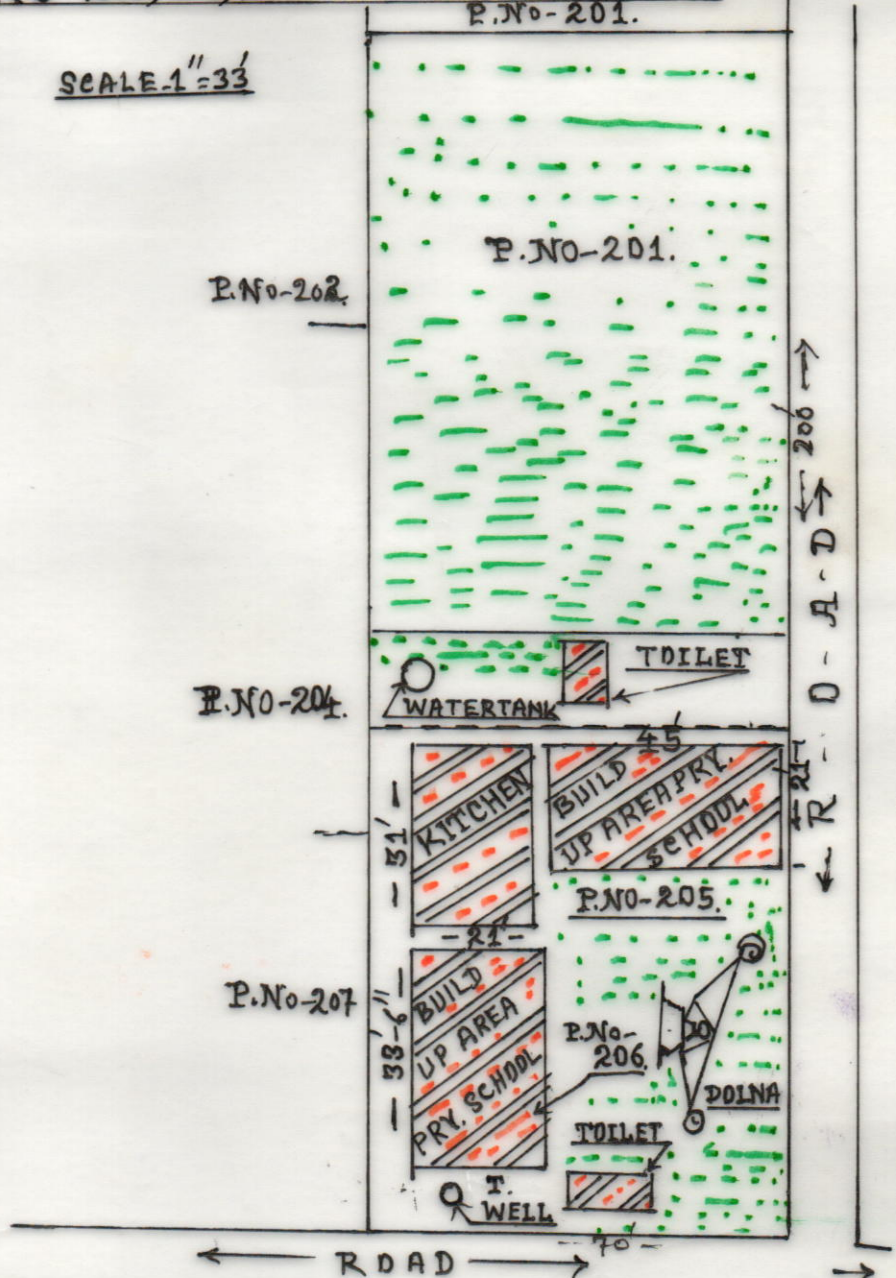 P.No-201.
SCALE-1"=33'
P.NO-201.
P.No-202.
200
R-O-A-D
P.NO-204.
TOILET
WATERTANK
45'
21'
KITCHEN
31'
BUILD
UP AREA PRY.
SCHOOL
P.NO-205.
21'
P.No-207
33'-6"
BUILD
UP AREA
PRY. SCHOOL
P.No-
206.
DOLNA
TOILET
T.
WELL
70'
ROAD